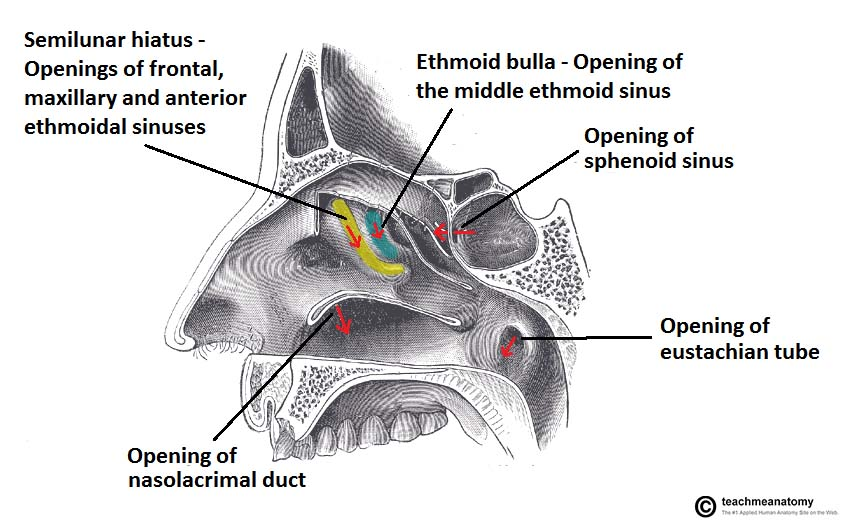 Semilunar hiatus -
Openings of frontal,
maxillary and anterior
ethmoidal sinuses
Ethmoid bulla - Opening of
the middle ethmoid sinus
Opening of
sphenoid sinus
Opening of
eustachian tube
Opening of
nasolacrimal duct
© teachmeanatomy
The #1 Applied Human Anatomy Site on the Web.